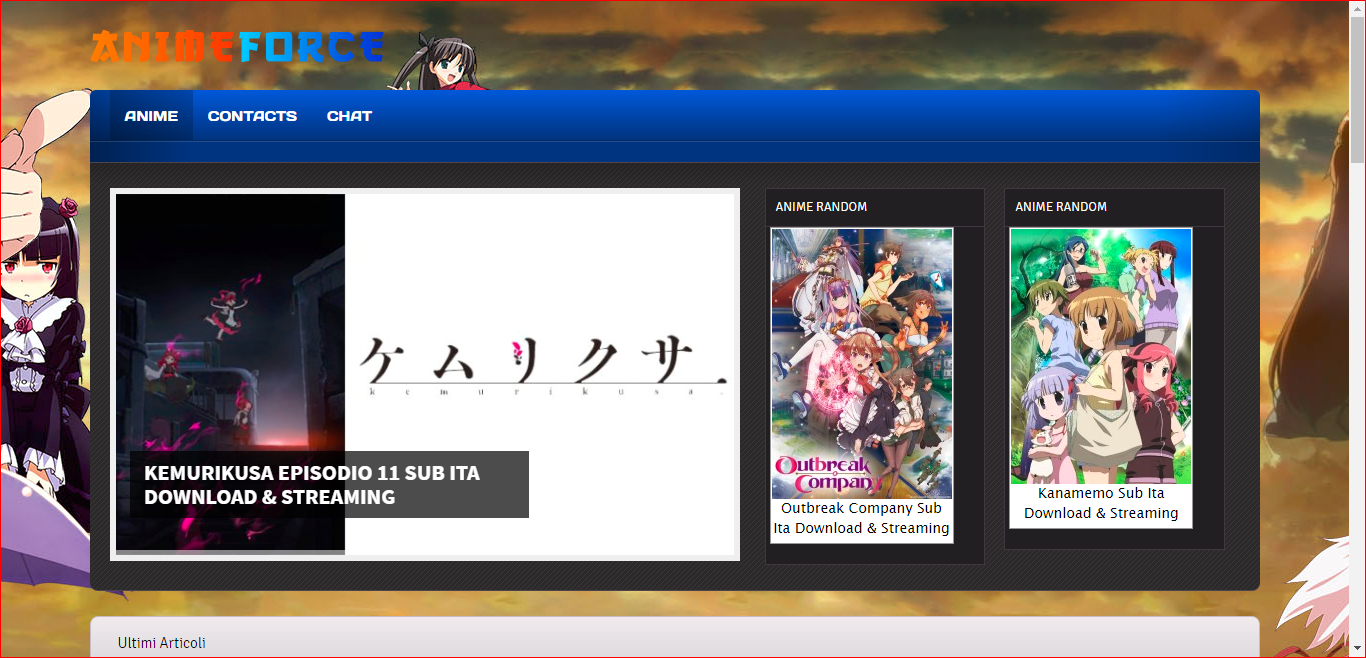 ANIMEFORCE
ANIME CONTACTS CHAT
ケムリクサ.
kemurikusa.
KEMURIKUSA EPISODIO 11 SUB ITA
DOWNLOAD & STREAMING
ANIME RANDOM
Outbreak
Company
Outbreak Company Sub
Ita Download & Streaming
ANIME RANDOM
Kanamemo Sub Ita
Download & Streaming
Ultimi Articoli